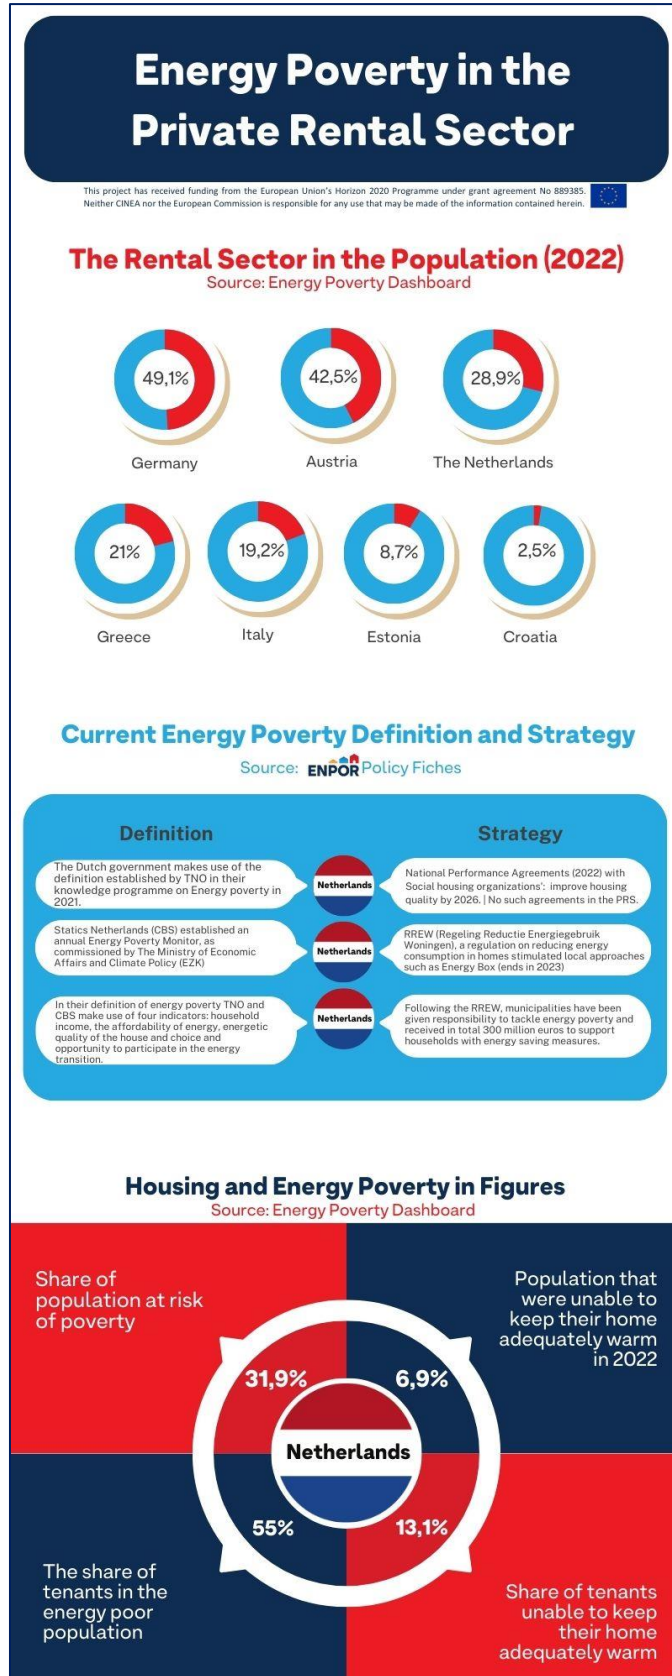 Energy Poverty in the
Private Rental Sector
This project has received funding from the European Union's Horizon 2020 Programme under grant agreement No 889385.
Neither CINEA nor the European Commission is responsible for any use that may be made of the information contained herein.
The Rental Sector in the Population (2022)
Source: Energy Poverty Dashboard
49,1%
42,5%
28,9%
Germany
Austria
The Netherlands
21%
19,2%
8,7%
2,5%
Greece
Italy
Estonia
Croatia
Current Energy Poverty Definition and Strategy
Source: ENPOR Policy Fiches
Definition
Strategy
The Dutch government makes use of the
definition established by TNO in their
knowledge programme on Energy poverty in
2021.
Netherlands
National Performance Agreements (2022) with
Social housing organizations': improve housing
quality by 2026. | No such agreements in the PRS.
Statics Netherlands (CBS) established an
annual Energy Poverty Monitor, as
commissioned by The Ministry of Economic
Affairs and Climate Policy (EZK)
Netherlands
RREW (Regeling Reductie Energiegebruik
Woningen), a regulation on reducing energy
consumption in homes stimulated local approaches
such as Energy Box (ends in 2023)
In their definition of energy poverty TNO and
CBS make use of four indicators: household
income, the affordability of energy, energetic
quality of the house and choice and
opportunity to participate in the energy
transition.
Netherlands
Following the RREW, municipalities have been
given responsibility to tackle energy poverty and
received in total 300 million euros to support
households with energy saving measures.
Housing and Energy Poverty in Figures
Source: Energy Poverty Dashboard
Share of
population at risk
of poverty
Population that
were unable to
keep their home
adequately warm
in 2022
31,9%
6,9%
Netherlands
55%
13,1%
The share of
tenants in the
energy poor
population
Share of tenants
unable to keep
their home
adequately warm